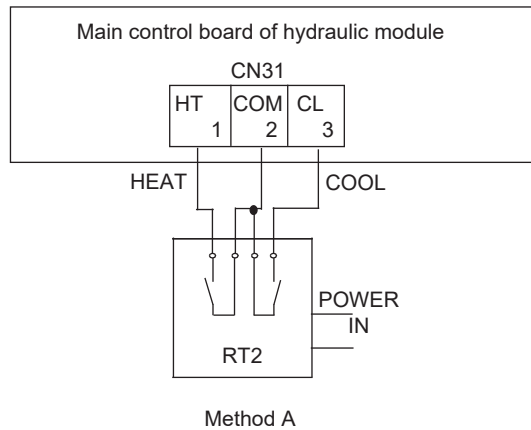 Main control board of hydraulic module
CN31
HT COM CL
1 2 3
HEAT COOL
POWER
IN
RT2
Method A